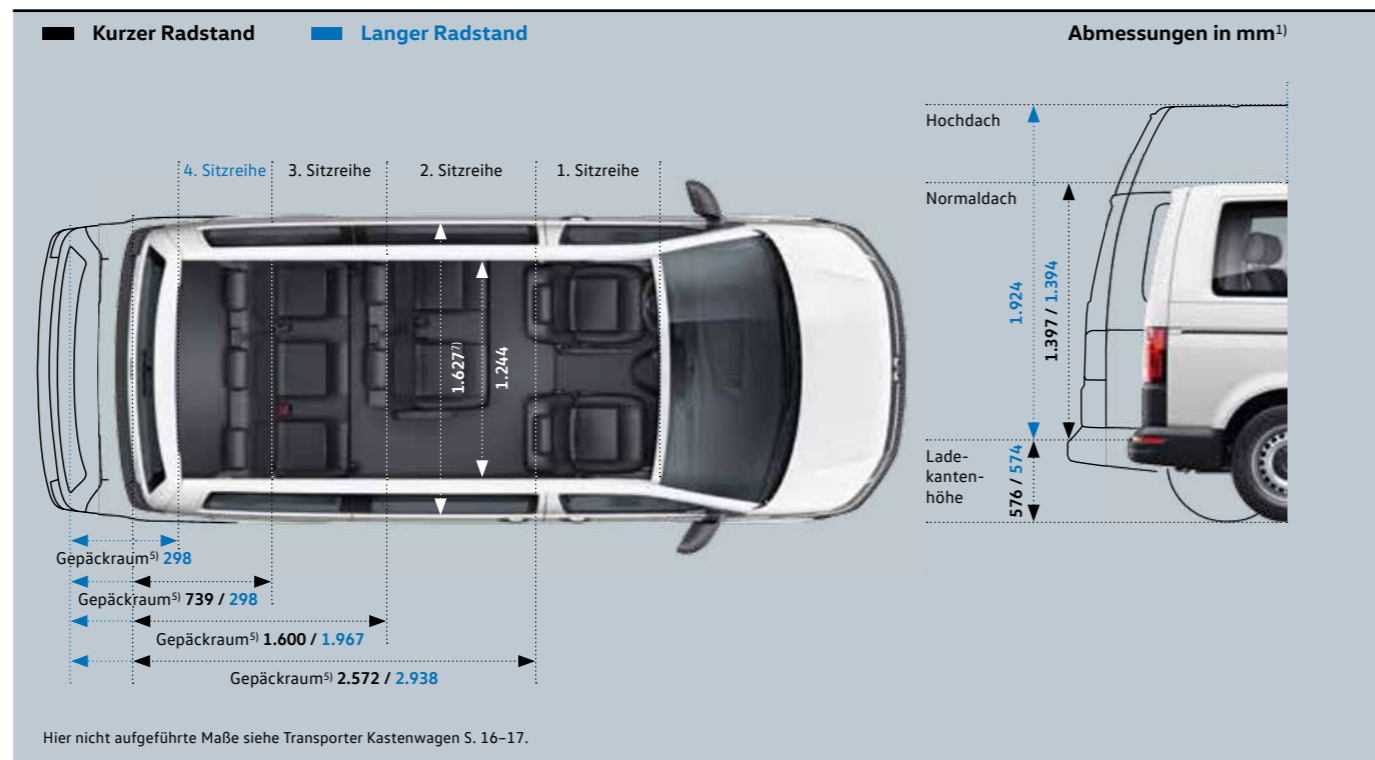 Kurzer Radstand
Langer Radstand
Abmessungen in mm1)
4. Sitzreihe
3. Sitzreihe
2. Sitzreihe
1. Sitzreihe
1.6277)
1.244
Gepäckraum5) 298
Gepäckraum5) 739 / 298
Gepäckraum5) 1.600 / 1.967
Gepäckraum5) 2.572 / 2.938
Hochdach
Normaldach
1.924
1.397 / 1.394
Lade-
kanten-
höhe
576 / 574
Hier nicht aufgeführte Maße siehe Transporter Kastenwagen S. 16–17.